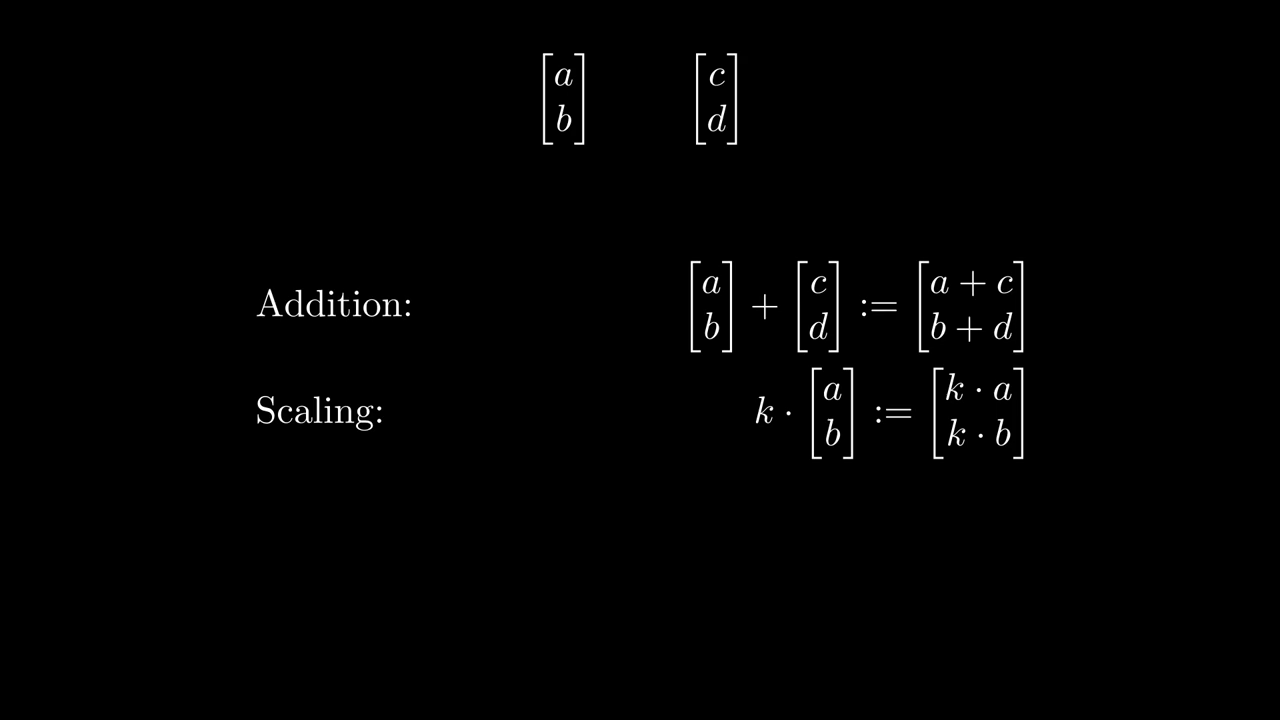 [a b] [c d]
Addition: [a b] + [c d] := [a + c b + d]
Scaling: k · [a b] := [k · a k · b]